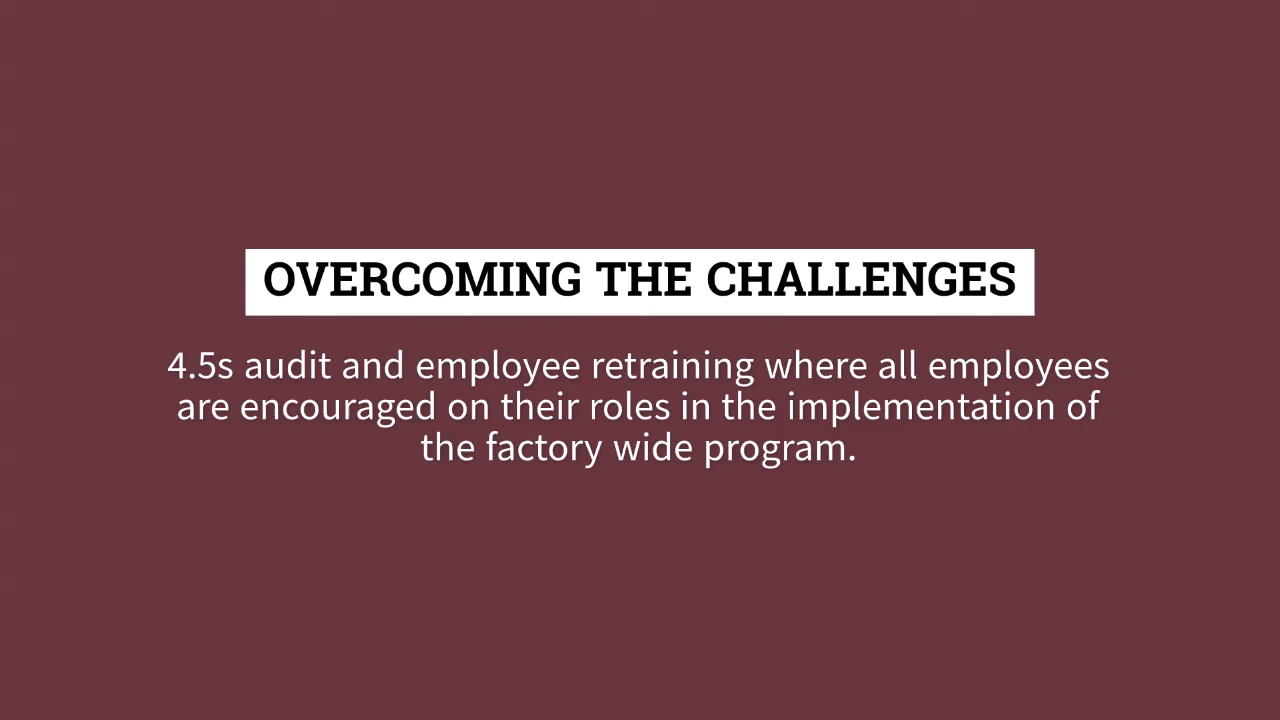 OVERCOMING THE CHALLENGES
4.5s audit and employee retraining where all employees
are encouraged on their roles in the implementation of
the factory wide program.